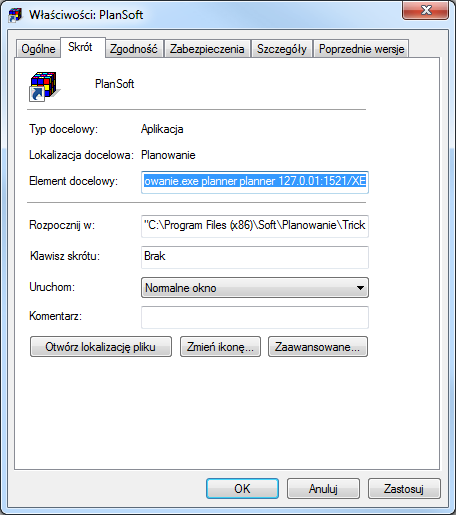 Właściwości: PlanSoft
Ogólne Skrót Zgodność Zabezpieczenia Szczegóły Poprzednie wersje
PlanSoft
Typ docelowy: Aplikacja
Lokalizacja docelowa: Planowanie
Element docelowy: owanie.exe planner planner 127.0.01:1521/XE
Rozpocznij w: "C:\Program Files (x86)\Soft\Planowanie\Trick
Klawisz skrótu: Brak
Uruchom: Normalne okno
Komentarz:
Otwórz lokalizację pliku Zmień ikonę... Zaawansowane...
OK Anuluj Zastosuj